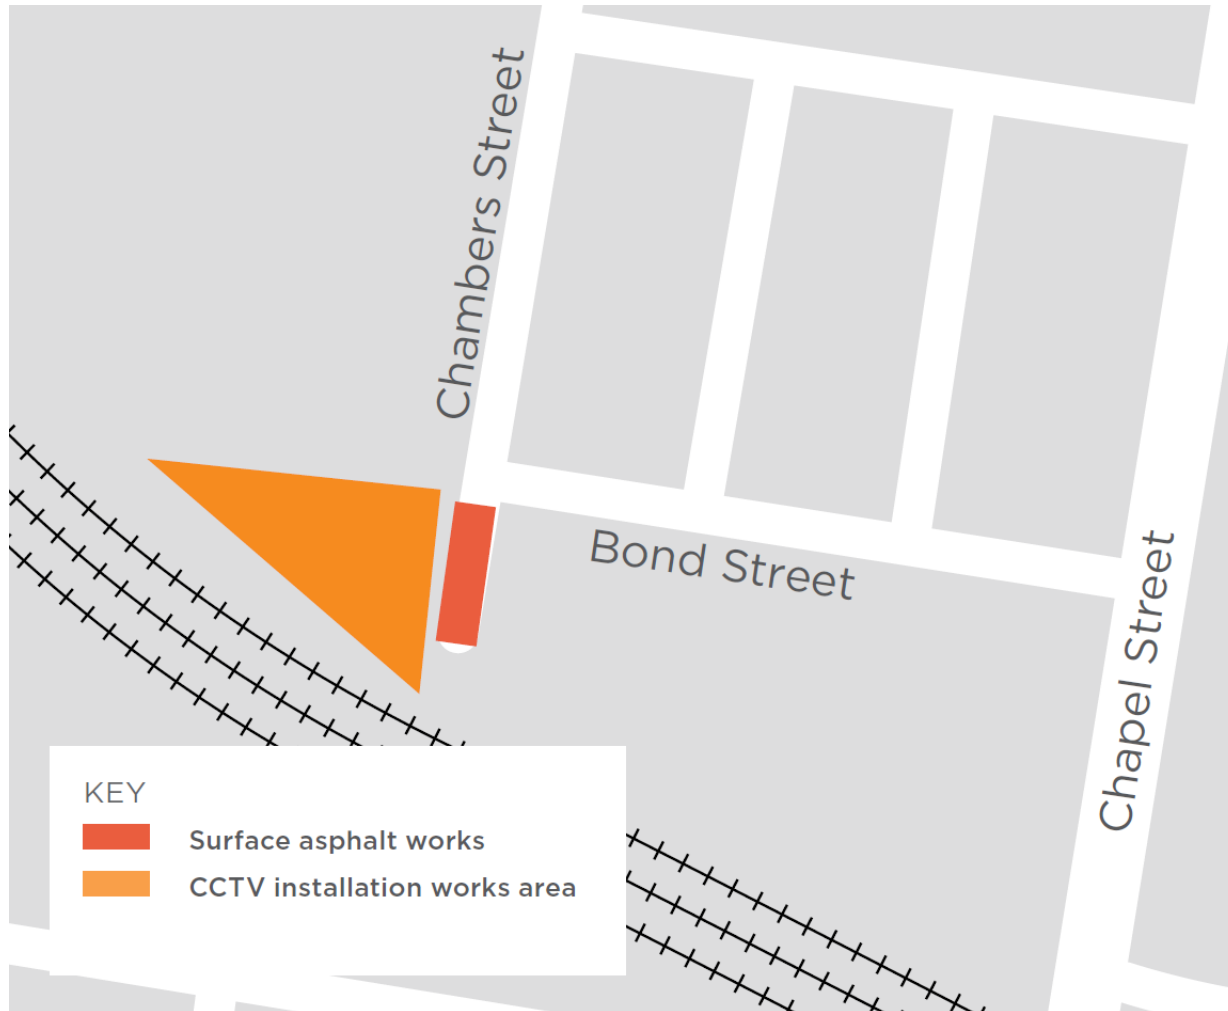 Chambers Street
Bond Street
Chapel Street
KEY
Surface asphalt works
CCTV installation works area